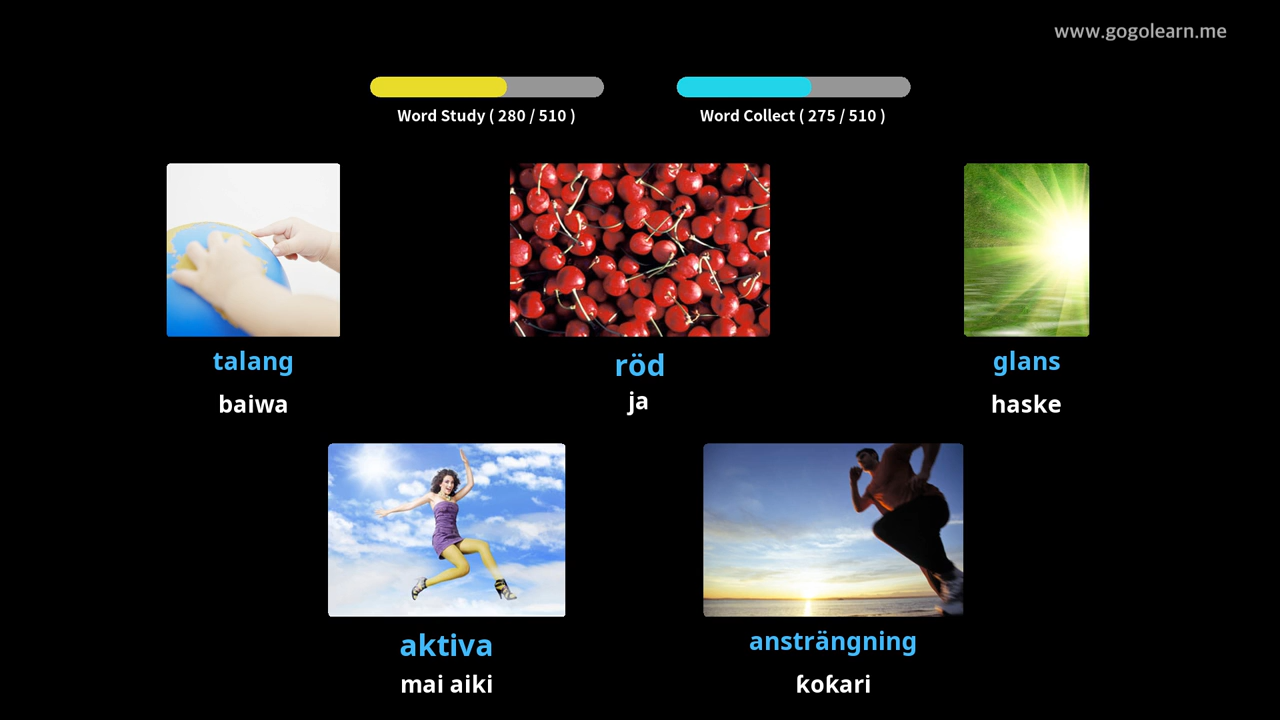 www.gogolearn.me
Word Study ( 280 / 510 )
Word Collect ( 275 / 510 )
talang
röd
glans
baiwa
ja
haske
aktiva
ansträngning
mai aiki
ƙoƙari